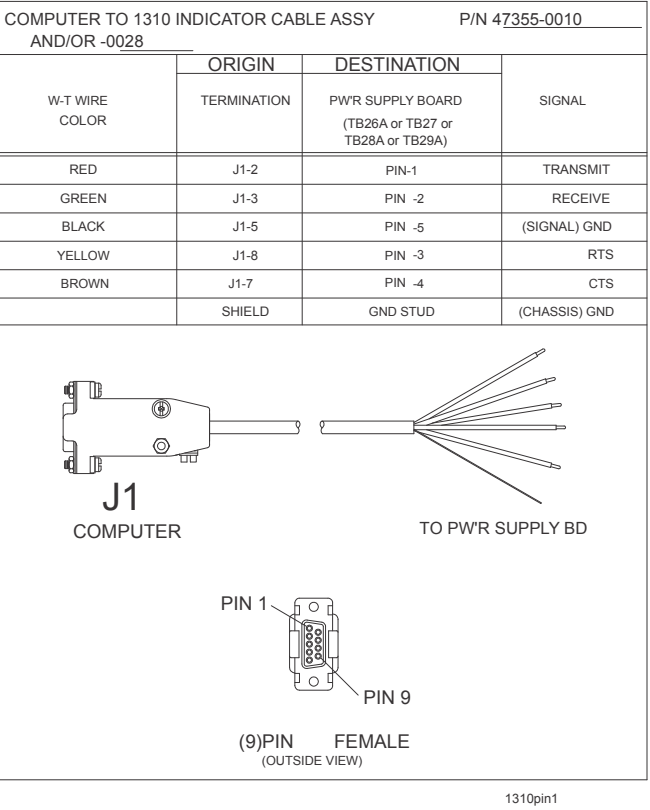 COMPUTER TO 1310 INDICATOR CABLE ASSY P/N 47355-0010
AND/OR -0028
ORIGIN DESTINATION
W-T WIRE COLOR TERMINATION PW'R SUPPLY BOARD (TB26A or TB27 or TB28A or TB29A) SIGNAL
RED J1-2 PIN-1 TRANSMIT
GREEN J1-3 PIN -2 RECEIVE
BLACK J1-5 PIN -5 (SIGNAL) GND
YELLOW J1-8 PIN -3 RTS
BROWN J1-7 PIN -4 CTS
SHIELD GND STUD (CHASSIS) GND
J1
COMPUTER TO PW'R SUPPLY BD
PIN 1
PIN 9
(9)PIN FEMALE
(OUTSIDE VIEW)
1310pin1